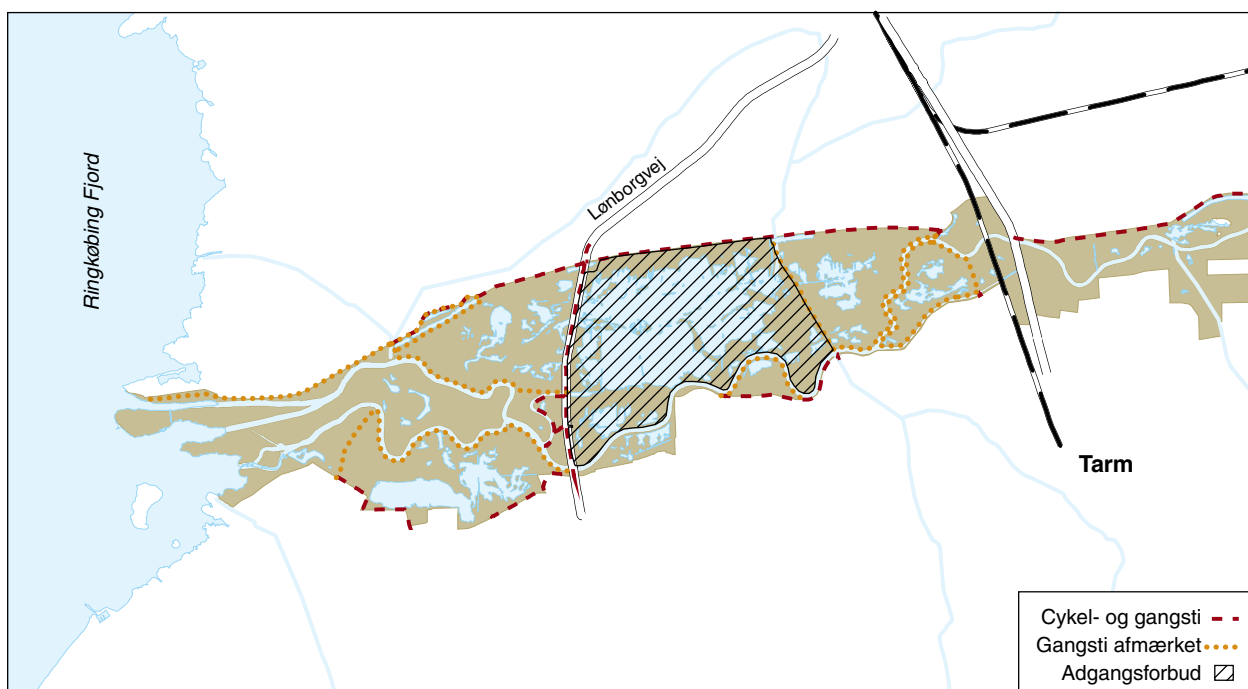 Ringkøbing Fjord
Lønborgvej
Tarm
Cykel- og gangsti
Gangsti afmærket
Adgangsforbud